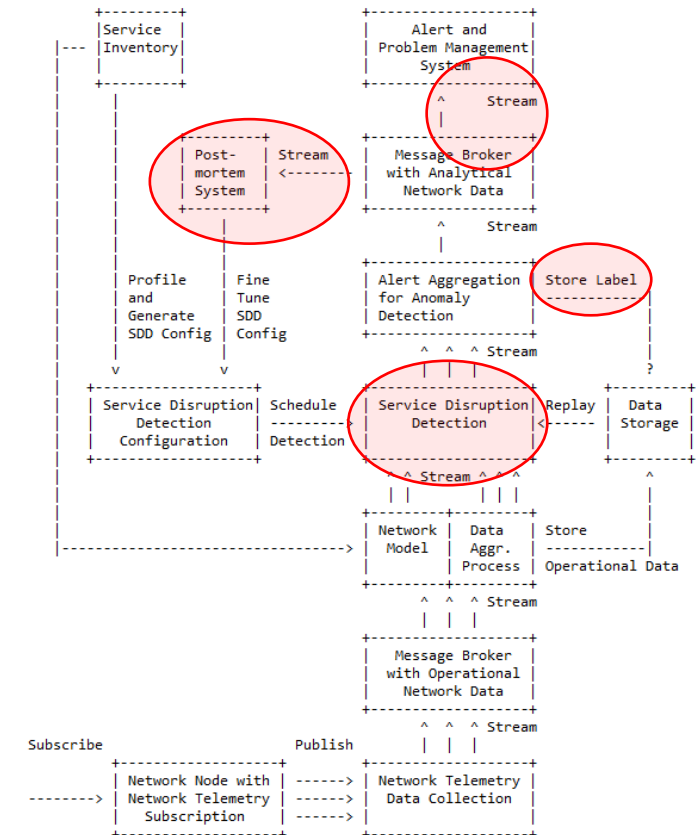 Service Alert and
Inventory Problem Management
System
^ Stream
Post- Stream Message Broker
mortem <-------- with Analytical
System Network Data
^ Stream
Profile Fine Alert Aggregation Store Label
and Tune for Anomaly
Generate SDD Detection
SDD Config Config
^ ^ ^ Stream
v v ?
Service Disruption Schedule Service Disruption Replay Data
Detection Detection <------ Storage
Configuration Detection
^ ^ Stream ^ ^ ^ ^
Network Data Store
Model Aggr.
Process Operational Data
^ ^ ^ Stream
Message Broker
with Operational
Network Data
^ ^ ^ Stream
Subscribe Publish
Network Node with ------> Network Telemetry
--------> Network Telemetry ------> Data Collection
Subscription ------>